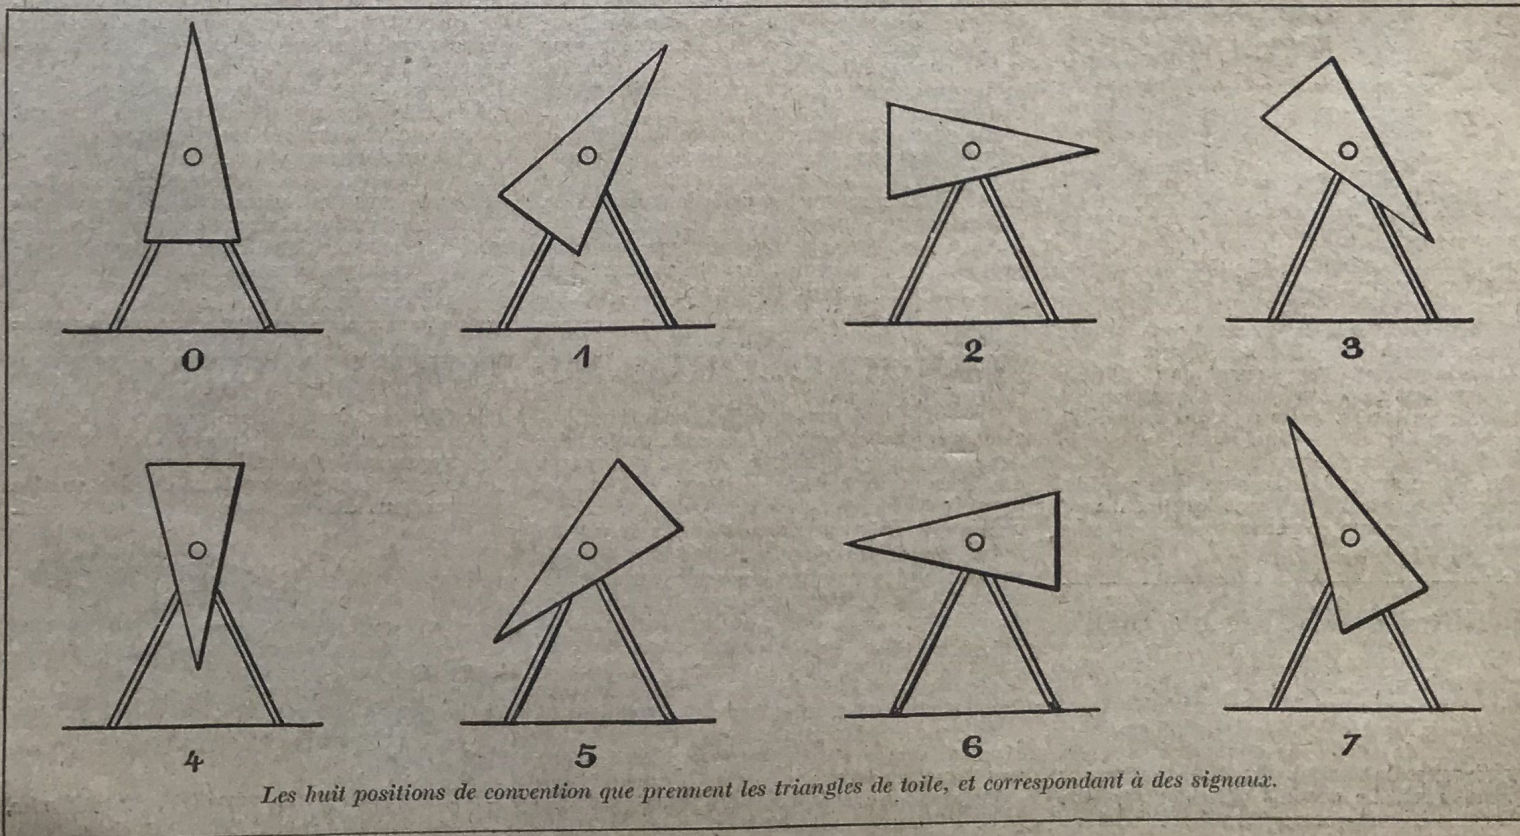 0 1 2 3
4 5 6 7
Les huit positions de convention que prennent les triangles de toile, et correspondant à des signaux.